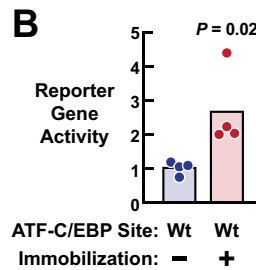 B
P = 0.02
5
4
3
2
1
0
Reporter
Gene
Activity
ATF-C/EBP Site: Wt Wt
Immobilization: − +